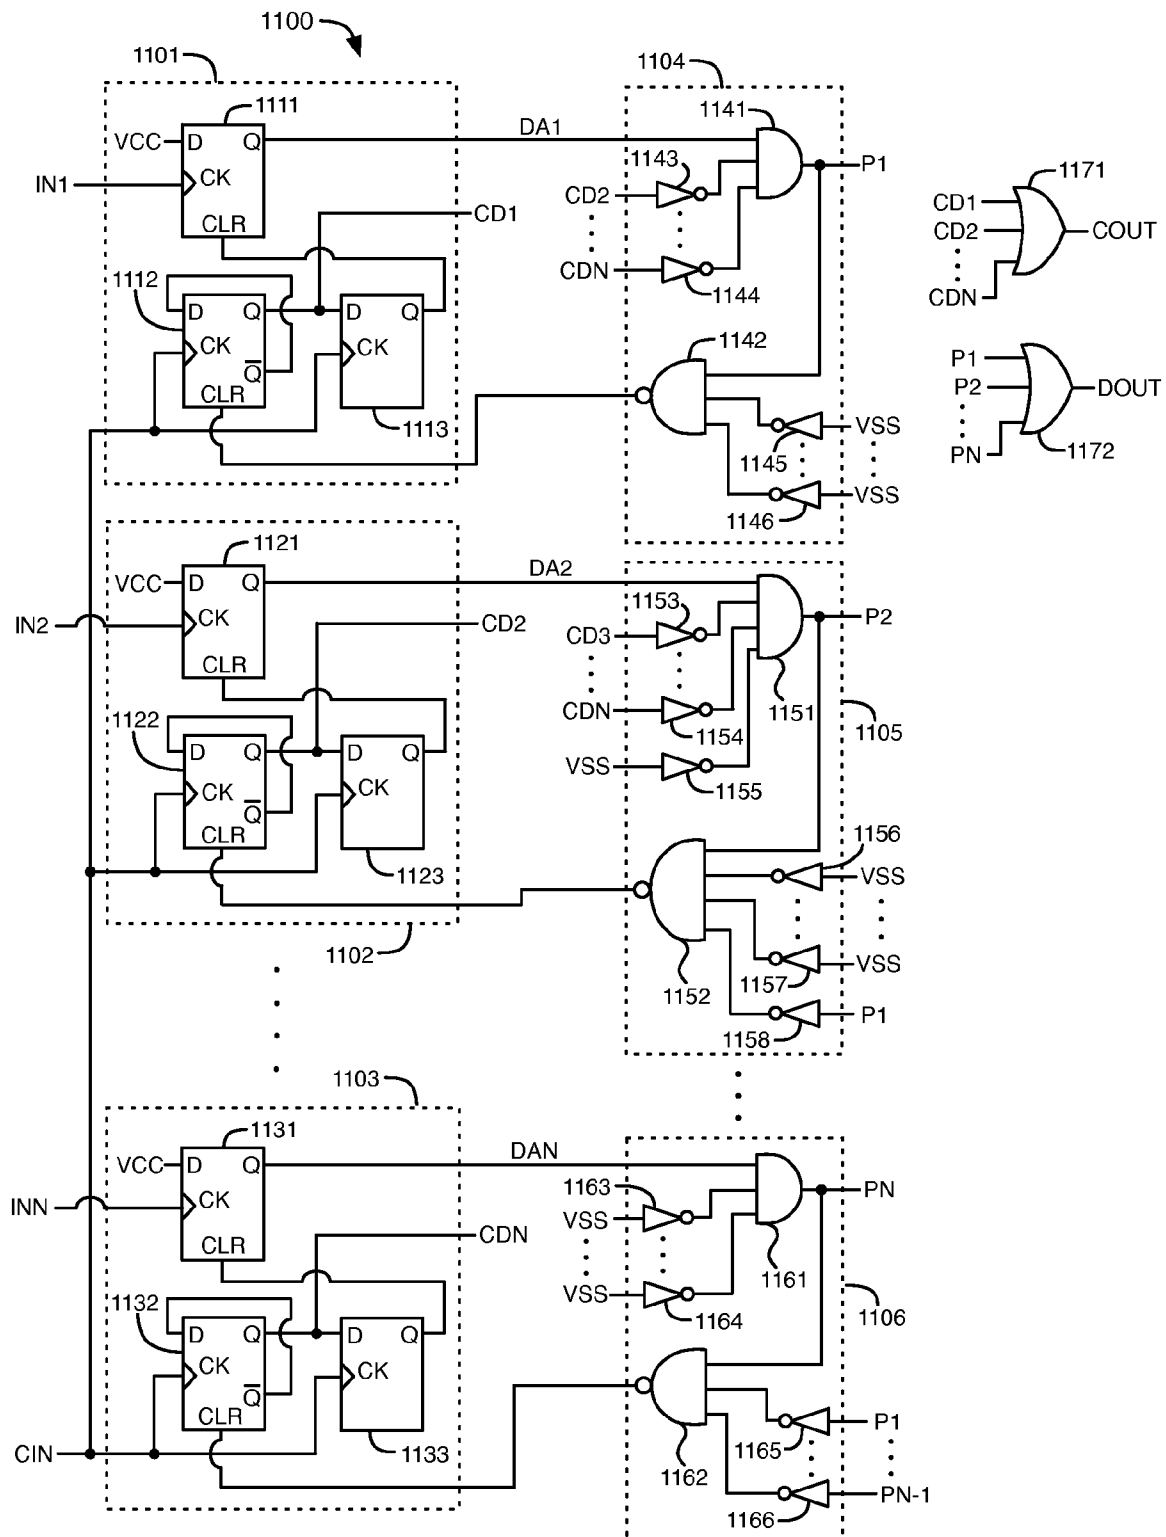 1100
1101
1111
VCC
D
Q
IN1
CK
CLR
DA1
CD1
1112
D
Q
CK
Q
CLR
D
Q
CK
1113
1104
1141
1143
CD2
CDN
1144
P1
1142
VSS
1145
VSS
1146
1171
CD1
CD2
CDN
COUT
P1
P2
PN
DOUT
1172
1121
VCC
D
Q
IN2
CK
CLR
DA2
CD2
1122
D
Q
CK
Q
CLR
D
Q
CK
1123
1102
1153
CD3
CDN
1154
VSS
1155
1151
P2
1105
1156
VSS
1152
1157
VSS
1158
P1
1103
1131
VCC
D
Q
INN
CK
CLR
DAN
CDN
1132
D
Q
CK
Q
CLR
D
Q
CK
1133
CIN
1163
VSS
VSS
1164
1161
PN
1106
1162
1165
P1
1166
PN-1